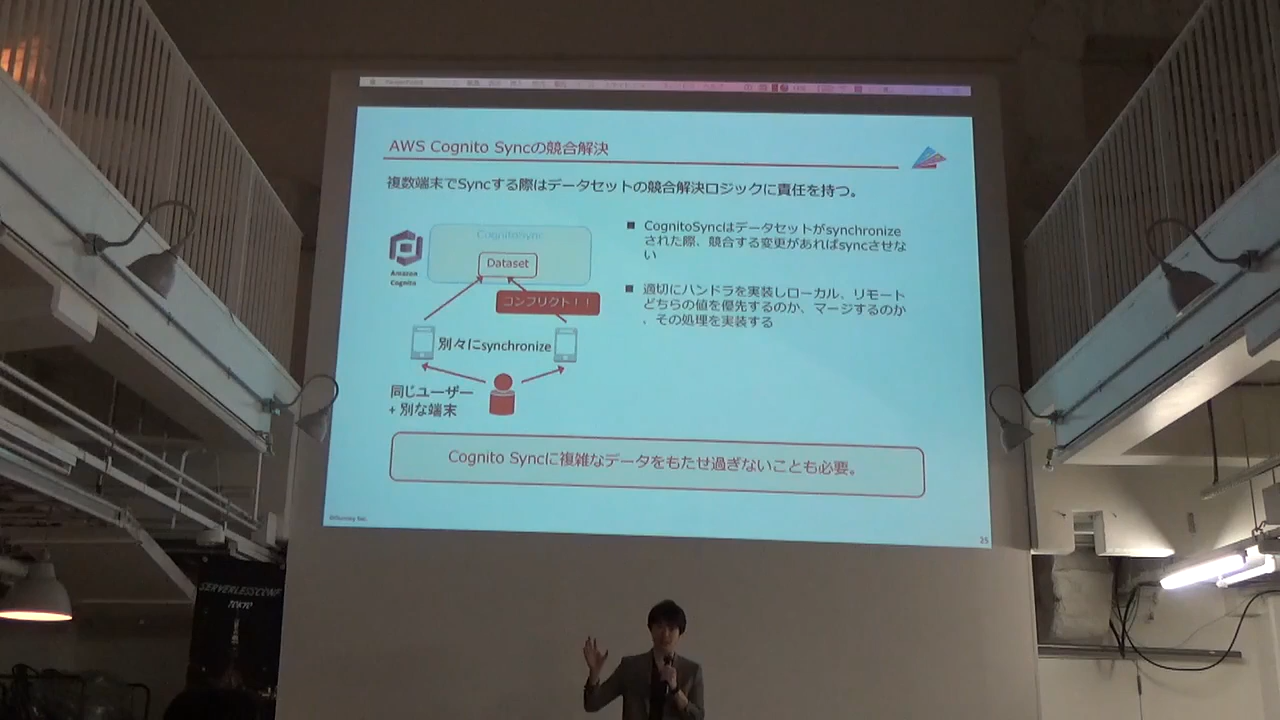 AWS Cognito Syncの競合解決
複数端末でSyncする際はデータセットの競合解決ロジックに責任を持つ。
CognitoSync
Dataset
Amazon
Cognito
コンフリクト！！
別々にsynchronize
同じユーザー
+ 別な端末
■ CognitoSyncはデータセットがsynchronize
された際、競合する変更があればsyncさせな
い
■ 適切にハンドラを実装しローカル、リモート
どちらの値を優先するのか、マージするのか
、その処理を実装する
Cognito Syncに複雑なデータをもたせ過ぎないことも必要。
25
SERVERLESSCONF
TOKYO